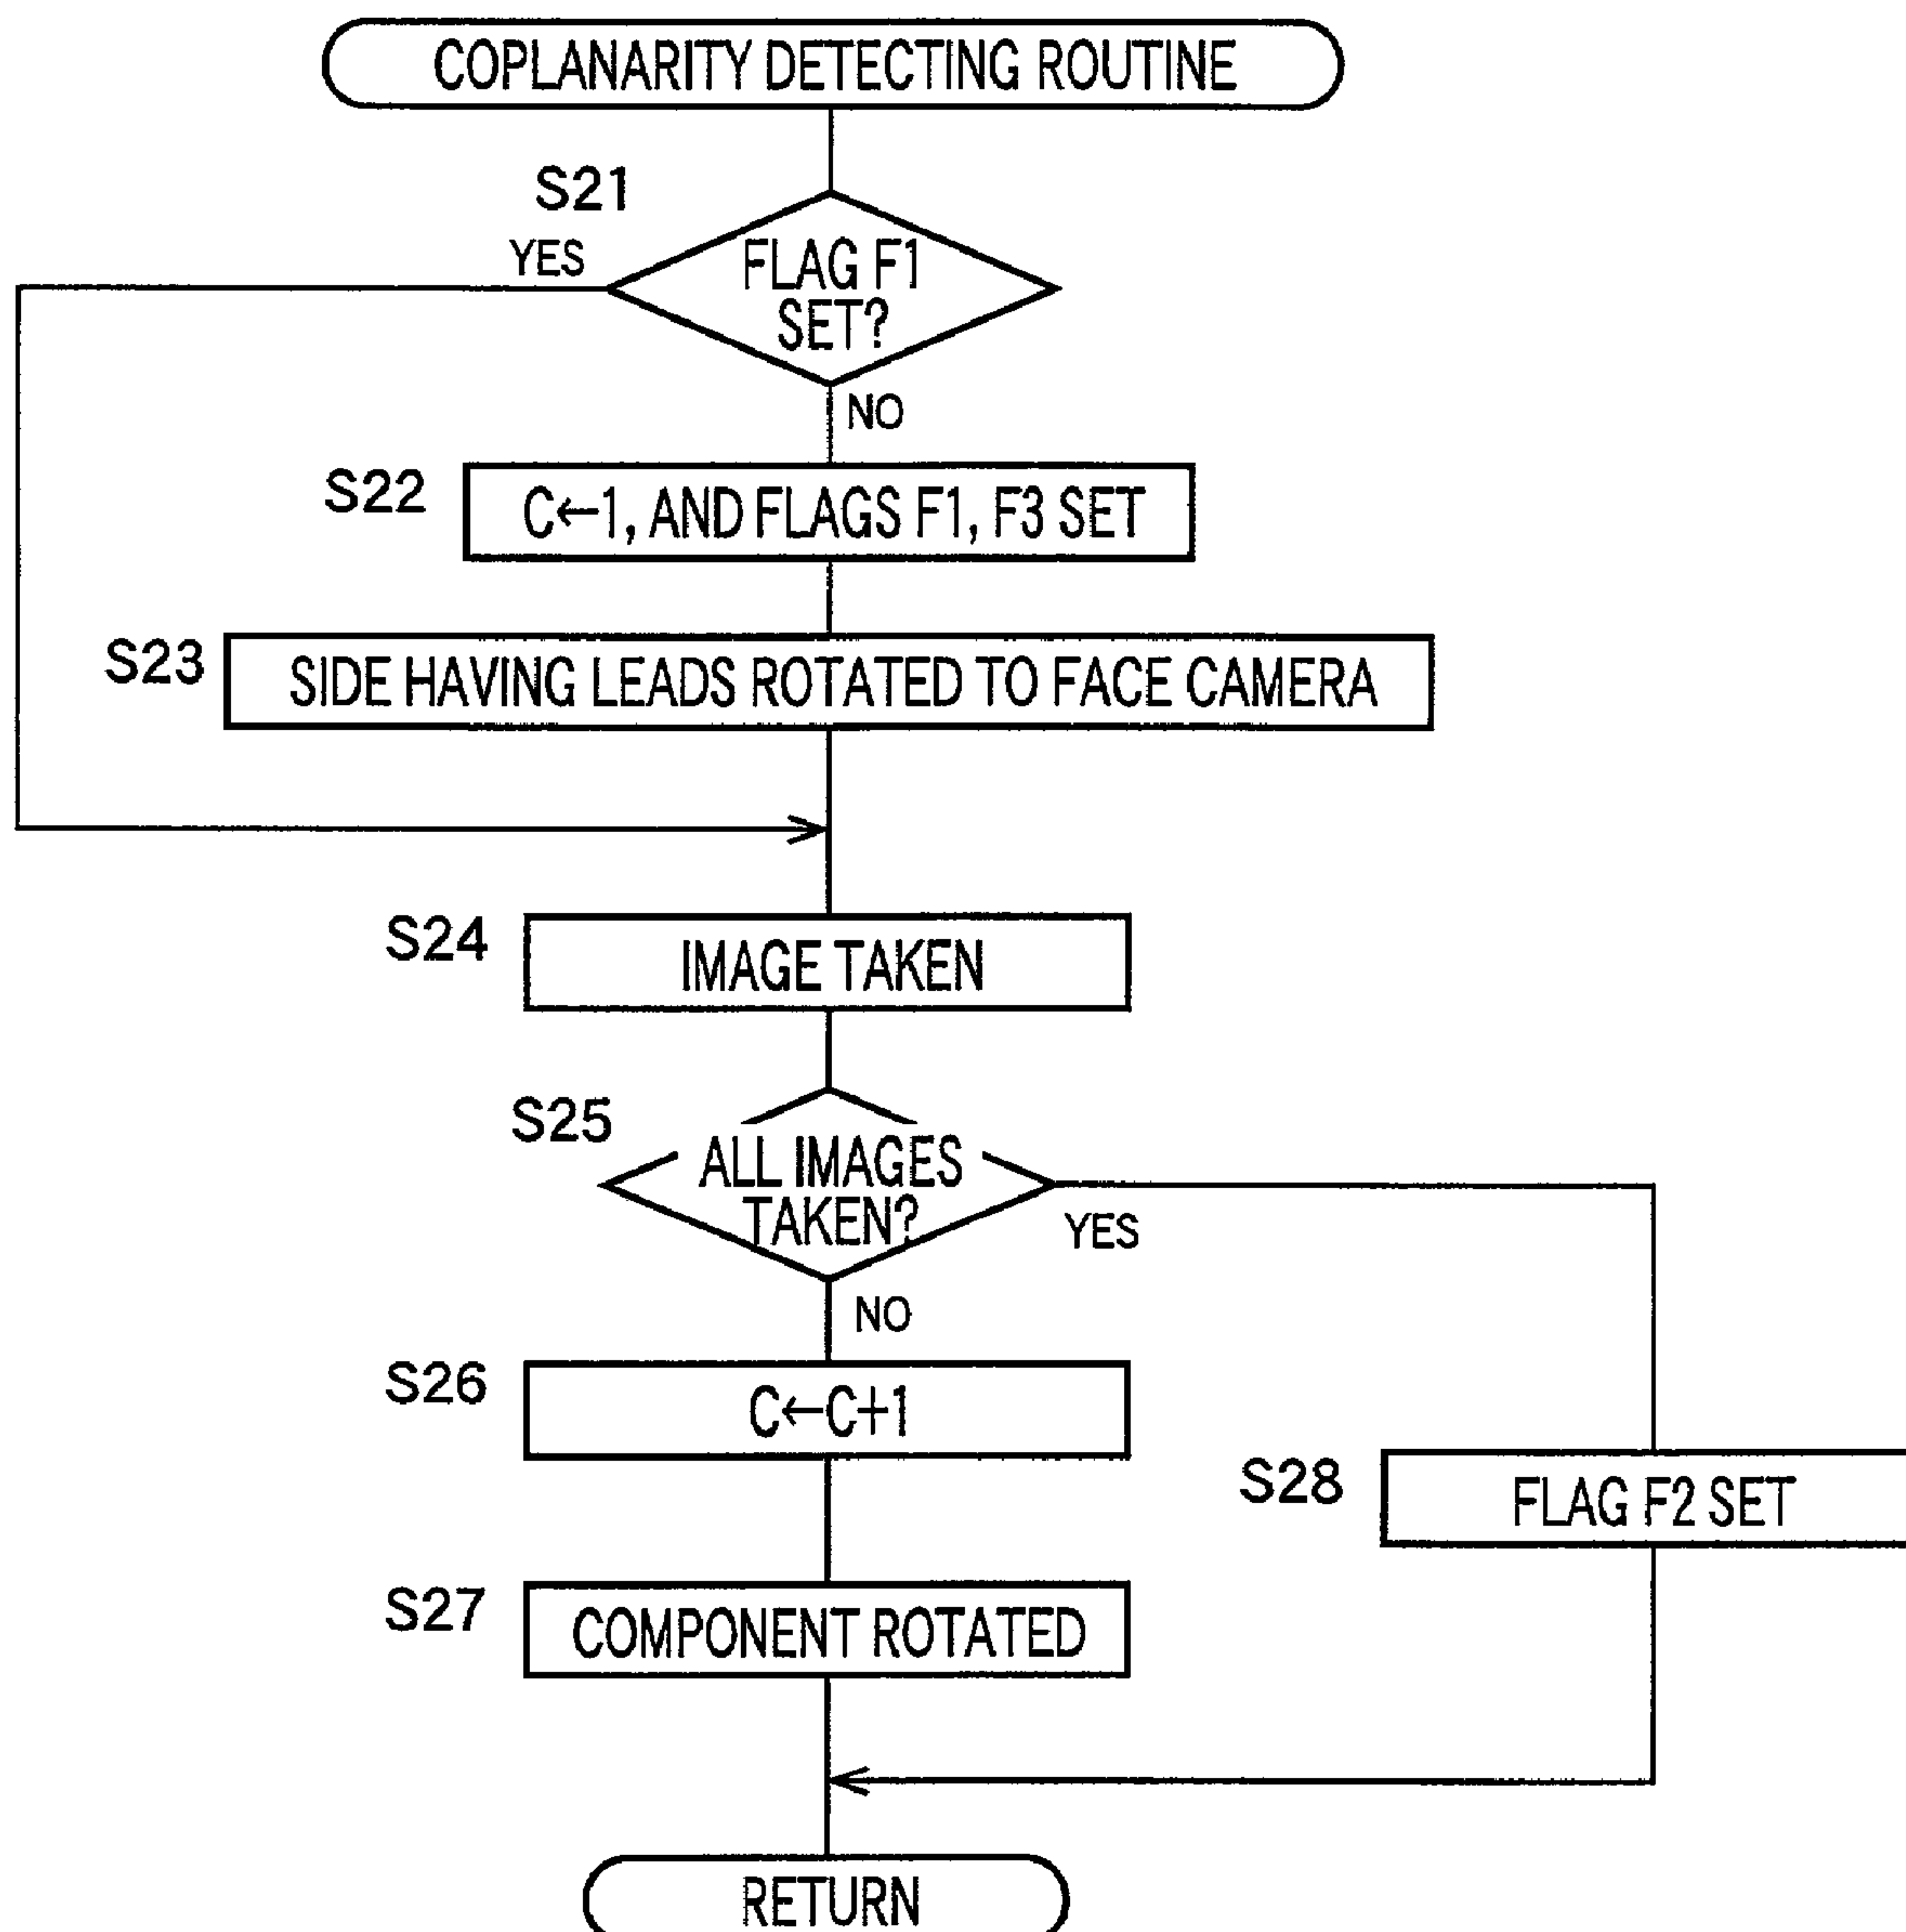 COPLANARITY DETECTING ROUTINE
S21
YES
FLAG F1
SET?
NO
S22
C←1, AND FLAGS F1, F3 SET
S23
SIDE HAVING LEADS ROTATED TO FACE CAMERA
S24
IMAGE TAKEN
S25
ALL IMAGES
TAKEN?
YES
NO
S26
C←C+1
S28
FLAG F2 SET
S27
COMPONENT ROTATED
RETURN